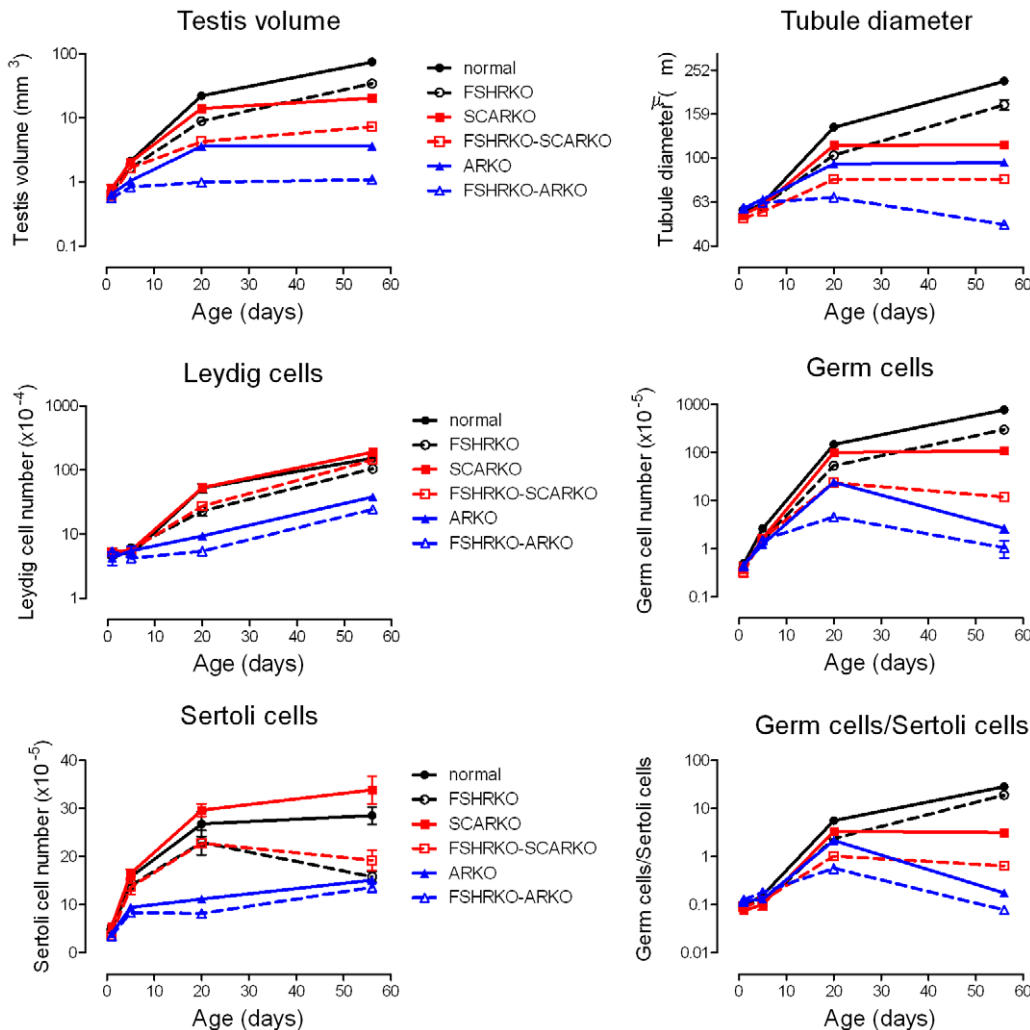 Testis volume
Testis volume (mm 3)
100
10
1
0.1
0 10 20 30 40 50 60
Age (days)
normal
FSHRKO
SCARKO
FSHRKO-SCARKO
ARKO
FSHRKO-ARKO
Tubule diameter
Tubule diameter μ( m)
252
159
100
63
40
0 10 20 30 40 50 60
Age (days)
Leydig cells
Leydig cell number (x10-4)
1000
100
10
1
0 10 20 30 40 50 60
Age (days)
normal
FSHRKO
SCARKO
FSHRKO-SCARKO
ARKO
FSHRKO-ARKO
Germ cells
Germ cell number (x10-5)
1000
100
10
1
0.1
0 10 20 30 40 50 60
Age (days)
Sertoli cells
Sertoli cell number (x10-5)
40
30
20
10
0
0 10 20 30 40 50 60
Age (days)
normal
FSHRKO
SCARKO
FSHRKO-SCARKO
ARKO
FSHRKO-ARKO
Germ cells/Sertoli cells
Germ cells/Sertoli cells
100
10
1
0.1
0.01
0 10 20 30 40 50 60
Age (days)